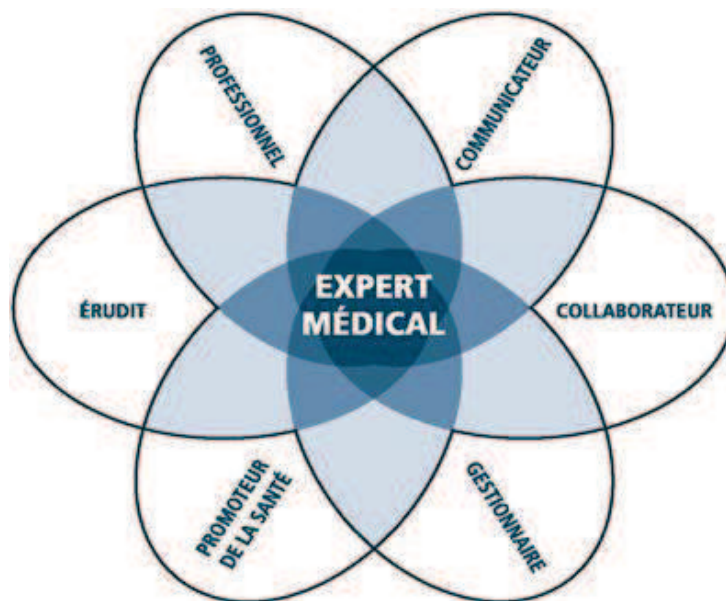 PROFESSIONNEL
COMMUNICATEUR
ÉRUDIT
EXPERT
MÉDICAL
COLLABORATEUR
PROMOTEUR
DE LA SANTÉ
GESTIONNAIRE